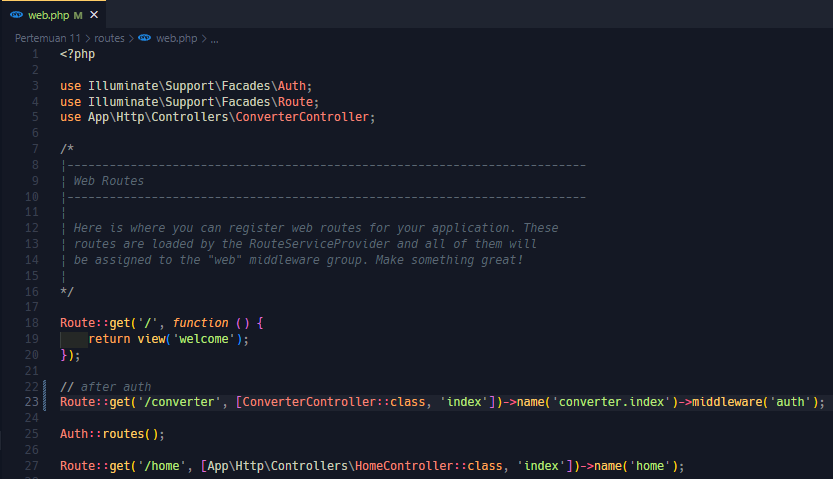 web.php M ×
Pertemuan 11 > routes > web.php > ...
1 <?php
2
3 use Illuminate\Support\Facades\Auth;
4 use Illuminate\Support\Facades\Route;
5 use App\Http\Controllers\ConverterController;
6
7 /*
8 |--------------------------------------------------------------------------
9 | Web Routes
10 |--------------------------------------------------------------------------
11 |
12 | Here is where you can register web routes for your application. These
13 | routes are loaded by the RouteServiceProvider and all of them will
14 | be assigned to the "web" middleware group. Make something great!
15 |
16 */
17
18 Route::get('/', function () {
19     return view('welcome');
20 });
21
22 // after auth
23 Route::get('/converter', [ConverterController::class, 'index'])->name('converter.index')->middleware('auth');
24
25 Auth::routes();
26
27 Route::get('/home', [App\Http\Controllers\HomeController::class, 'index'])->name('home');